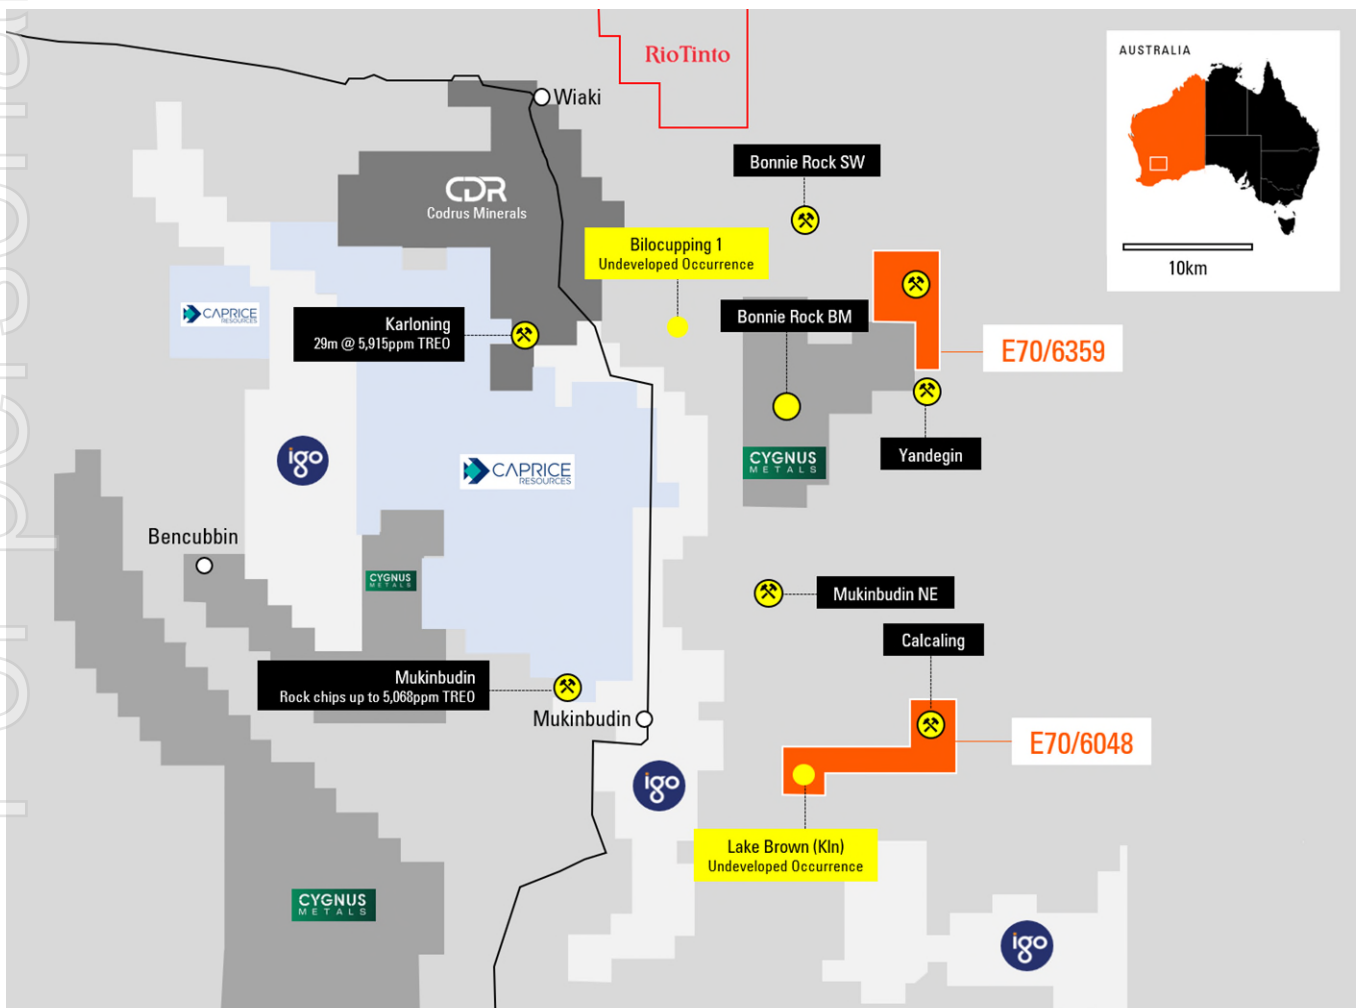 RioTinto
AUSTRALIA
10km
Wiaki
Bonnie Rock SW
CDR
Codrus Minerals
Bilocupping 1
Undeveloped Occurrence
CAPRICE
RESOURCES
Karloning
29m @ 5,915ppm TREO
Bonnie Rock BM
E70/6359
igo
CAPRICE
RESOURCES
CYGNUS
METALS
Yandegin
Bencubbin
CYGNUS
METALS
Mukinbudin NE
Calcaling
Mukinbudin
Rock chips up to 5,068ppm TREO
Mukinbudin
E70/6048
igo
Lake Brown (Kln)
Undeveloped Occurrence
CYGNUS
METALS
igo
For personal